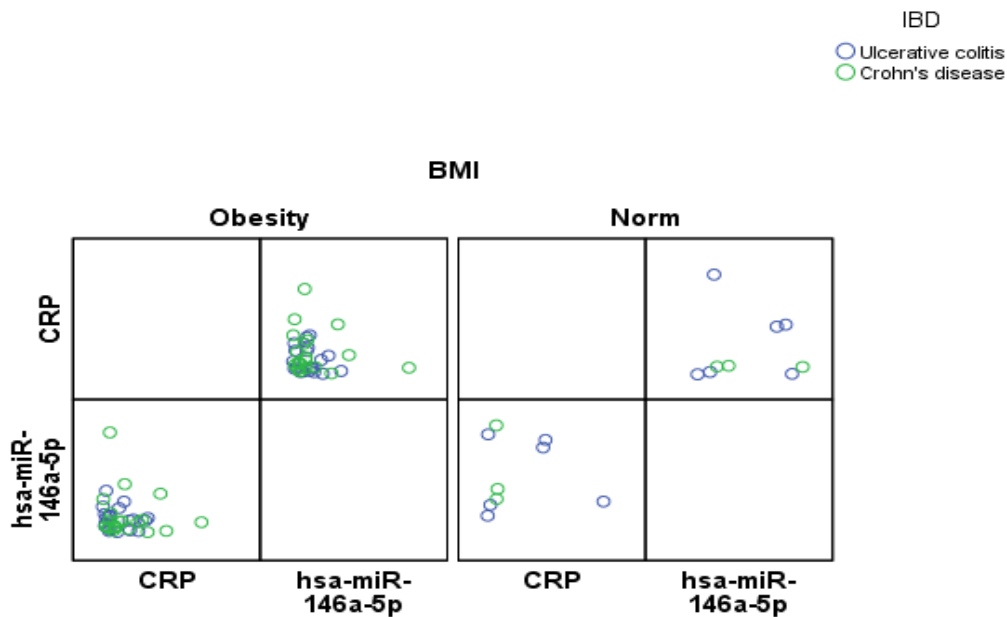 IBD
Ulcerative colitis
Crohn's disease
BMI
Obesity
Norm
CRP
hsa-miR-
146a-5p
CRP
hsa-miR-
146a-5p
CRP
hsa-miR-
146a-5p